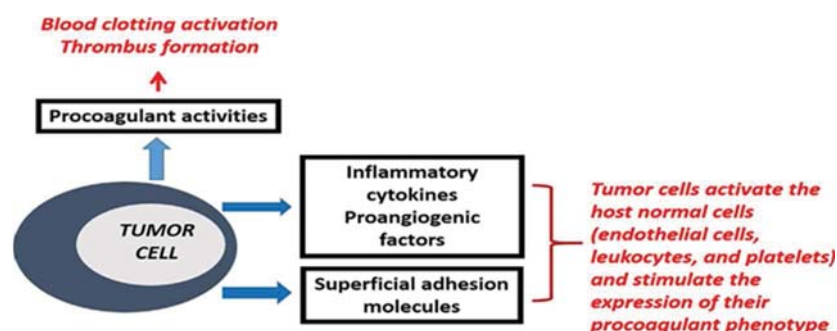 Blood clotting activation
Thrombus formation
Procoagulant activities
TUMOR
CELL
Inflammatory
cytokines
Proangiogenic
factors
Superficial adhesion
molecules
Tumor cells activate the
host normal cells
(endothelial cells,
leukocytes, and platelets)
and stimulate the
expression of their
procoagulant phenotype